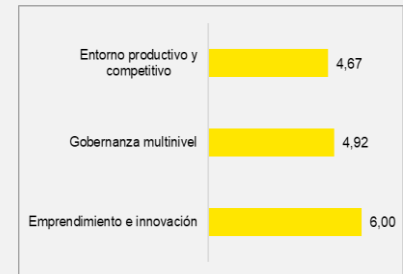 Entorno productivo y
competitivo
4,67
Gobernanza multinivel
4,92
Emprendimiento e innovación
6,00